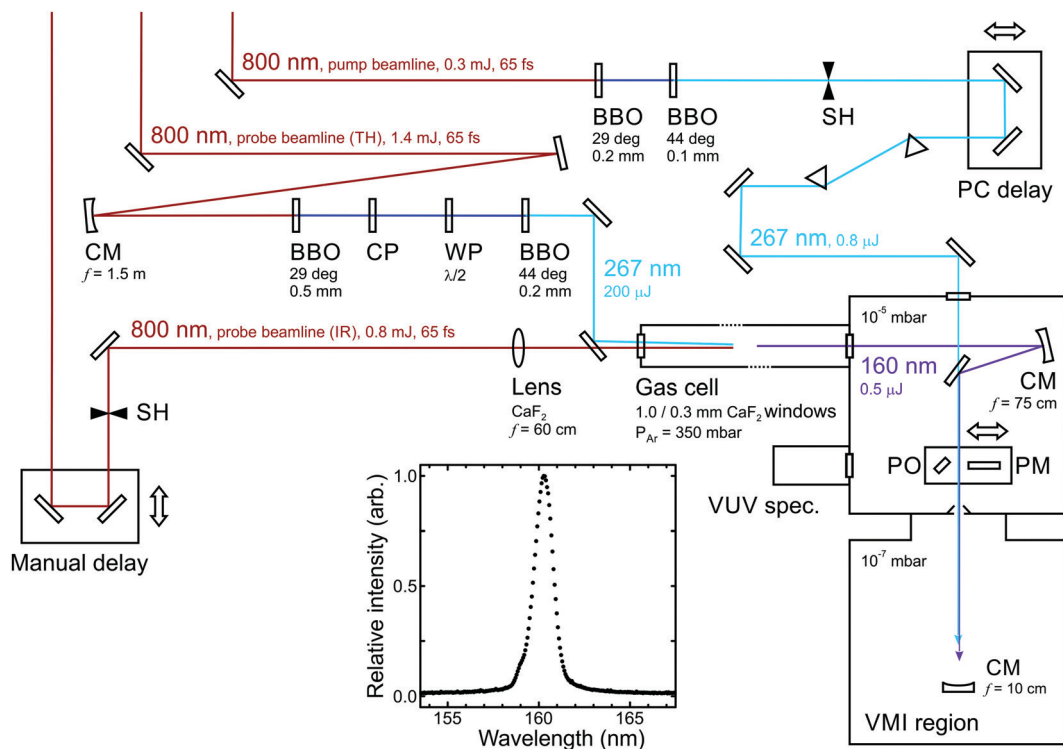 800 nm, pump beamline, 0.3 mJ, 65 fs
BBO
29 deg
0.2 mm
BBO
44 deg
0.1 mm
SH
PC delay
800 nm, probe beamline (TH), 1.4 mJ, 65 fs
CM
f = 1.5 m
BBO
29 deg
0.5 mm
CP
WP
λ/2
BBO
44 deg
0.2 mm
267 nm
200 μJ
267 nm, 0.8 μJ
800 nm, probe beamline (IR), 0.8 mJ, 65 fs
SH
Lens
CaF2
f = 60 cm
Gas cell
1.0 / 0.3 mm CaF2 windows
PAr = 350 mbar
10-5 mbar
160 nm
0.5 μJ
CM
f = 75 cm
PO
PM
VUV spec.
Manual delay
10-7 mbar
CM
f = 10 cm
VMI region
Relative intensity (arb.)
1.0
0.5
0.0
155
160
165
Wavelength (nm)